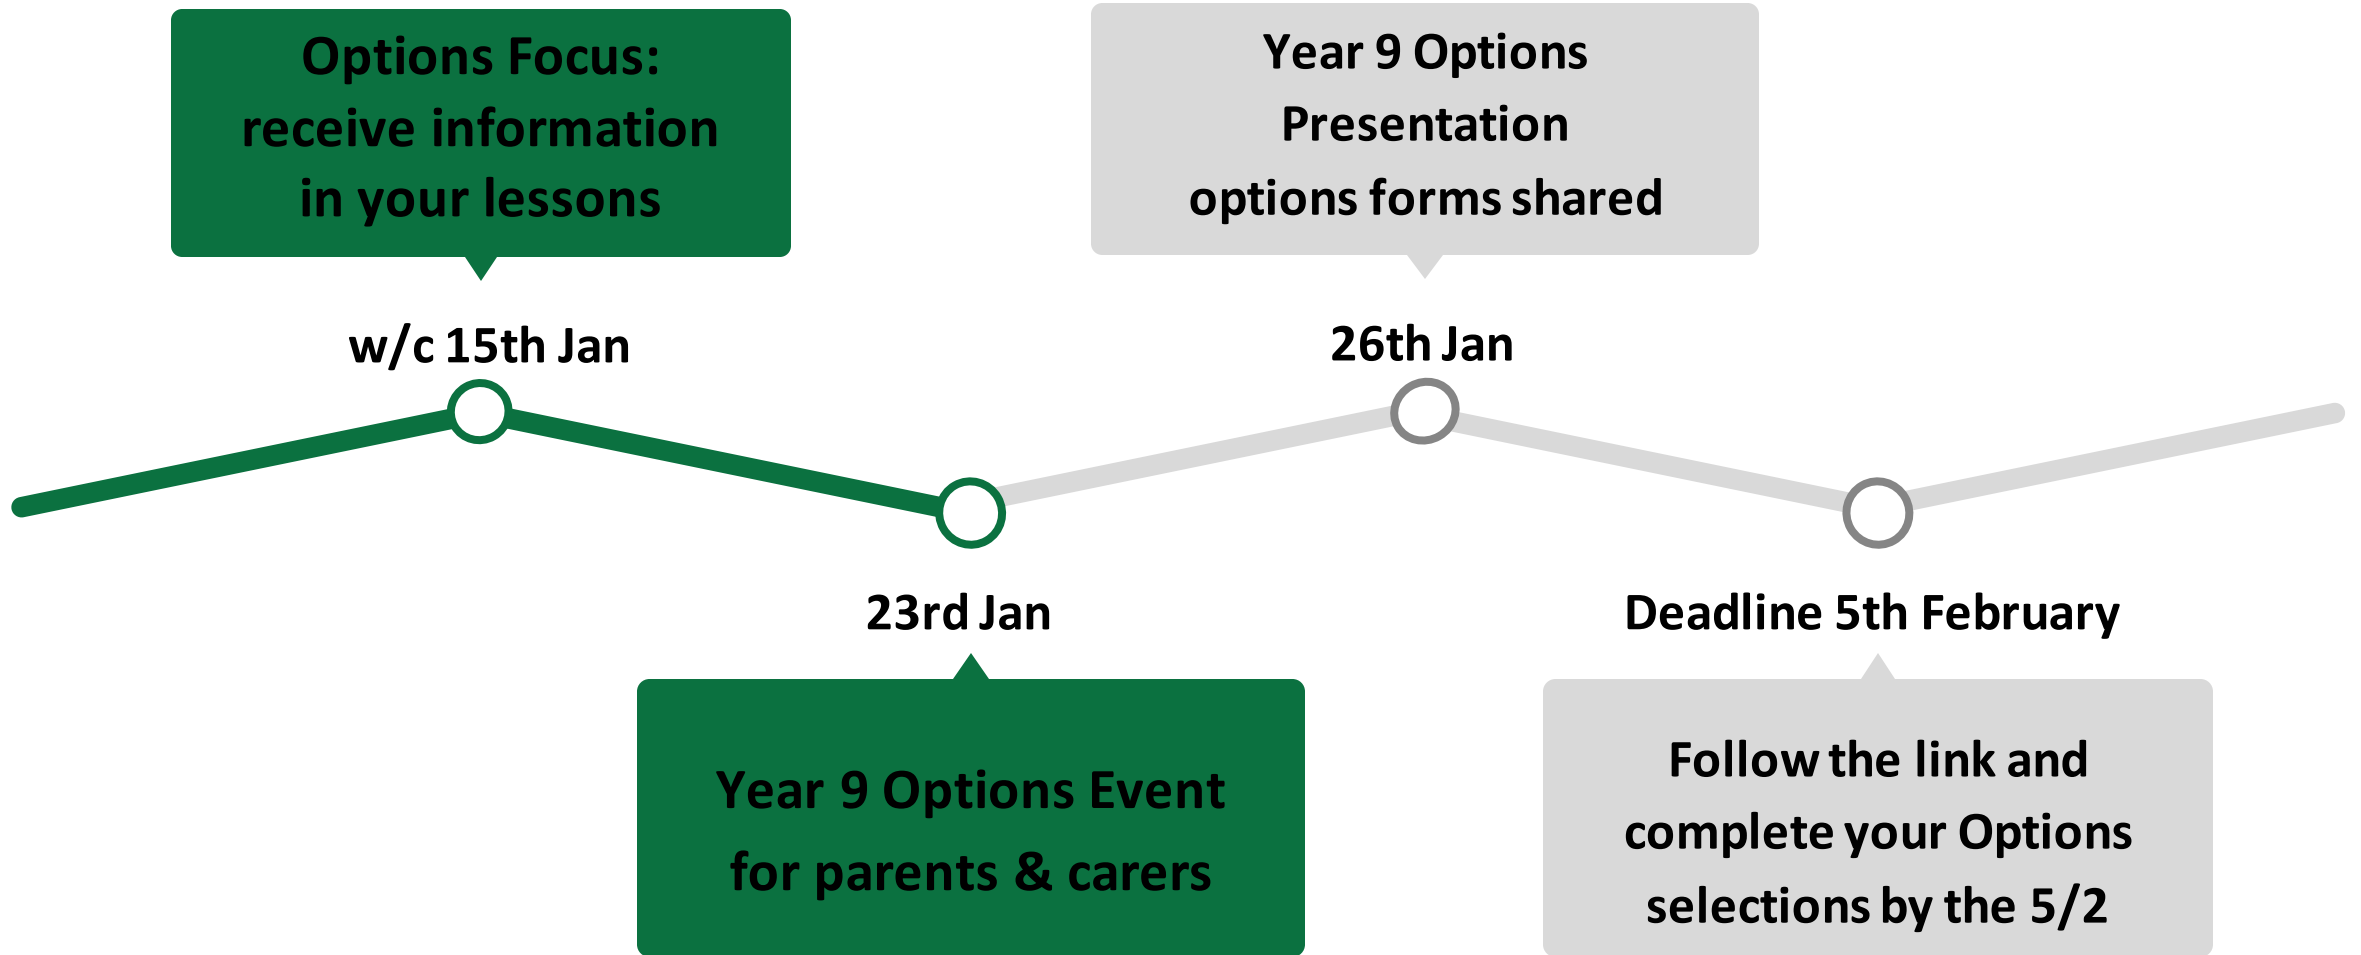 Options Focus:
receive information
in your lessons
w/c 15th Jan
23rd Jan
Year 9 Options Event
for parents & carers
Year 9 Options
Presentation
options forms shared
26th Jan
Deadline 5th February
Follow the link and
complete your Options
selections by the 5/2